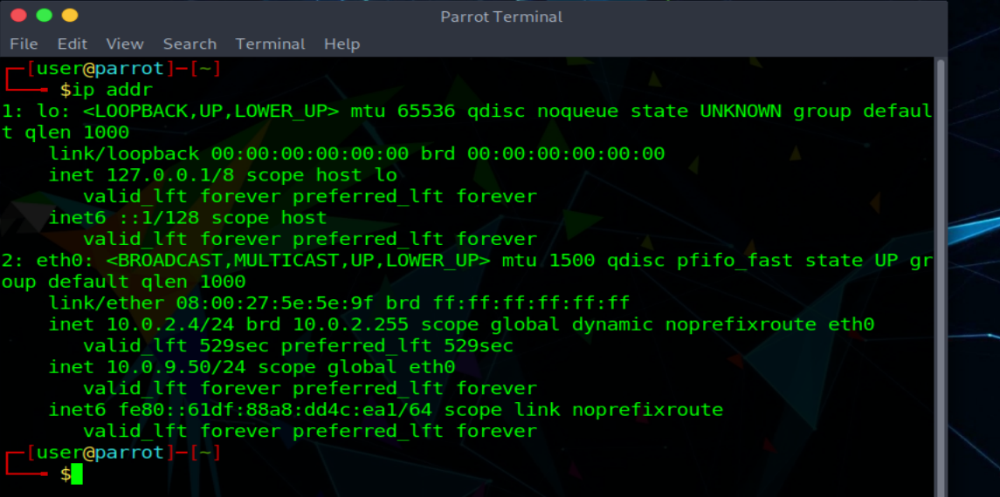 Parrot Terminal
File Edit View Search Terminal Help
[user@parrot]─[~]
$ip addr
1: lo: <LOOPBACK,UP,LOWER_UP> mtu 65536 qdisc noqueue state UNKNOWN group defaul
t qlen 1000
link/loopback 00:00:00:00:00:00 brd 00:00:00:00:00:00
inet 127.0.0.1/8 scope host lo
valid_lft forever preferred_lft forever
inet6 ::1/128 scope host
valid_lft forever preferred_lft forever
2: eth0: <BROADCAST,MULTICAST,UP,LOWER_UP> mtu 1500 qdisc pfifo_fast state UP gr
oup default qlen 1000
link/ether 08:00:27:5e:5e:9f brd ff:ff:ff:ff:ff:ff
inet 10.0.2.4/24 brd 10.0.2.255 scope global dynamic noprefixroute eth0
valid_lft 529sec preferred_lft 529sec
inet 10.0.9.50/24 scope global eth0
valid_lft forever preferred_lft forever
inet6 fe80::61df:88a8:dd4c:ea1/64 scope link noprefixroute
valid_lft forever preferred_lft forever
[user@parrot]─[~]
$